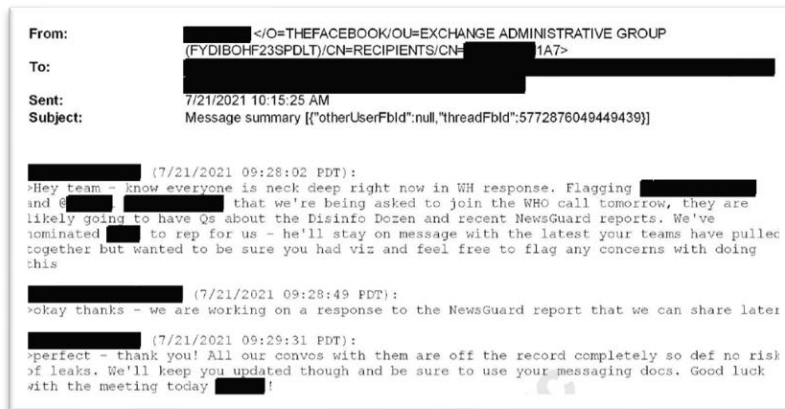 From: </O=THEFACEBOOK/OU=EXCHANGE ADMINISTRATIVE GROUP
(FYDIBOHF23SPDLT)/CN=RECIPIENTS/CN= 1A7>
To:
Sent: 7/21/2021 10:15:25 AM
Subject: Message summary [{"otherUserFbId":null,"threadFbId":5772876049449439}]
(7/21/2021 09:28:02 PDT):
>Hey team - know everyone is neck deep right now in WH response. Flagging
and @ , that we're being asked to join the WHO call tomorrow, they are
likely going to have Qs about the Disinfo Dozen and recent NewsGuard reports. We've
nominated to rep for us - he'll stay on message with the latest your teams have pulled
together but wanted to be sure you had viz and feel free to flag any concerns with doing
this
(7/21/2021 09:28:49 PDT):
>okay thanks - we are working on a response to the NewsGuard report that we can share later
(7/21/2021 09:29:31 PDT):
>perfect - thank you! All our convos with them are off the record completely so def no risk
of leaks. We'll keep you updated though and be sure to use your messaging docs. Good luck
with the meeting today !